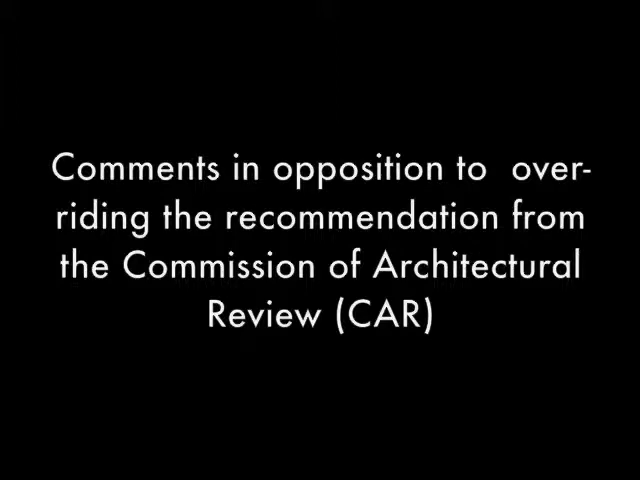 Comments in opposition to  over-
riding the recommendation from
the Commission of Architectural
Review (CAR)